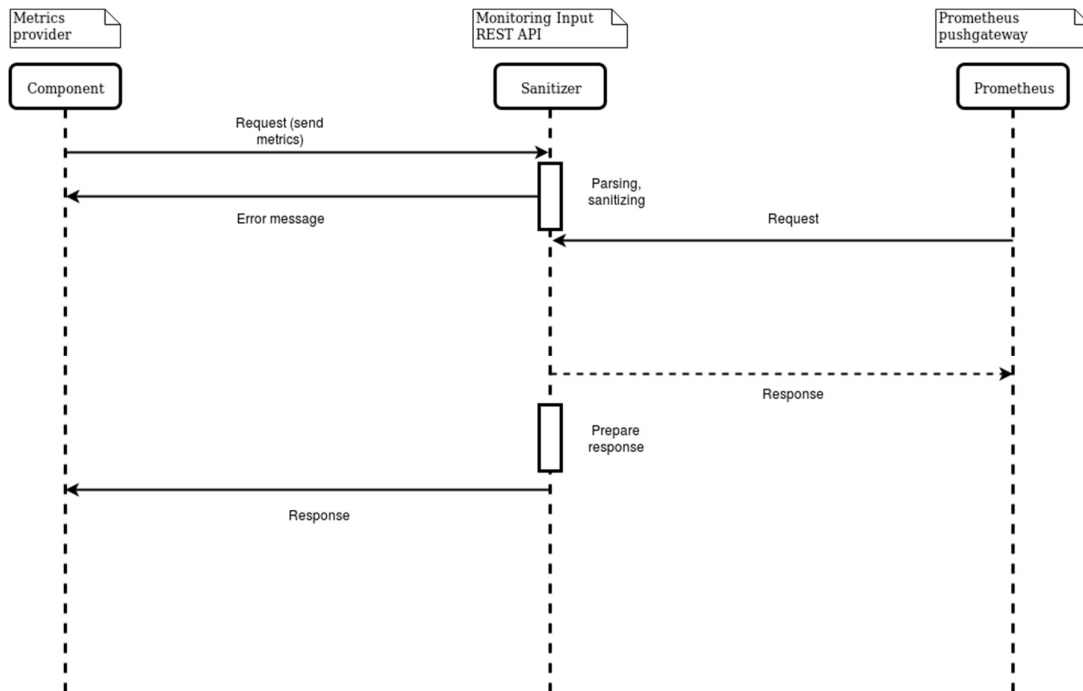 Metrics
provider
Monitoring Input
REST API
Prometheus
pushgateway
Component
Sanitizer
Prometheus
Request (send
metrics)
Parsing,
sanitizing
Error message
Request
Response
Prepare
response
Response